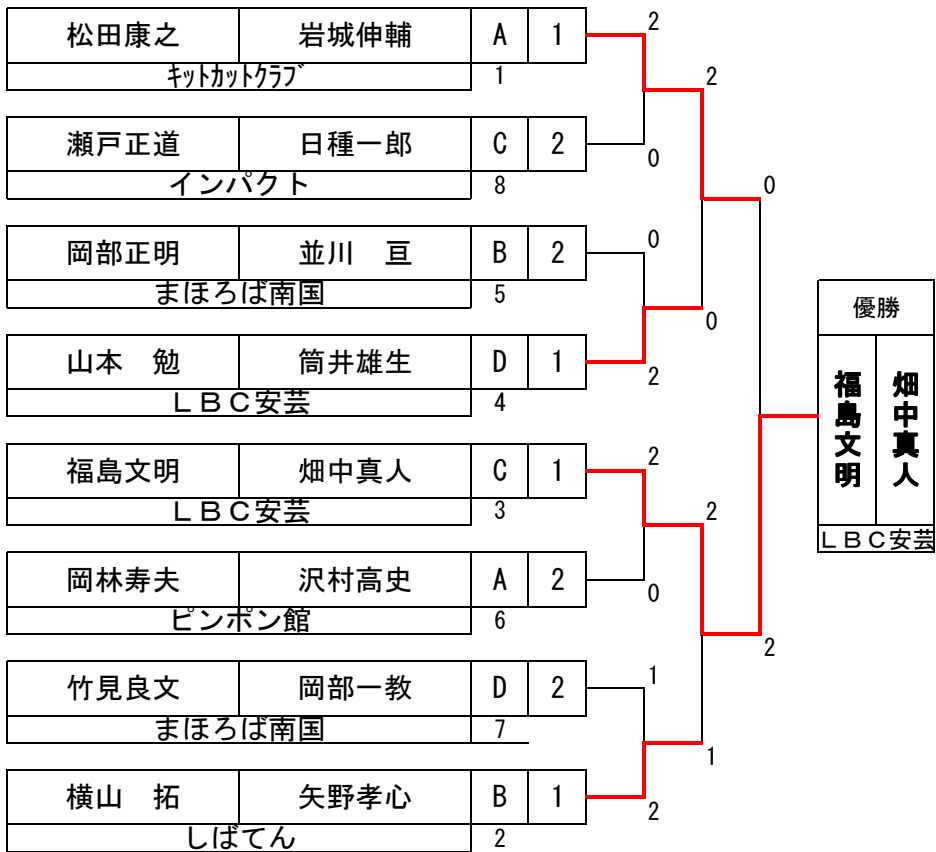 松田康之 岩城伸輔 A 1
ｷｯﾄｶｯﾄｸﾗﾌﾞ 1
2
2
瀬戸正道 日種一郎 C 2
インパクト 8
0
0
岡部正明 並川 亘 B 2
まほろば南国 5
0
0
山本 勉 筒井雄生 D 1
ＬＢＣ安芸 4
2
福島文明 畑中真人 C 1
ＬＢＣ安芸 3
2
2
岡林寿夫 沢村高史 A 2
ピンポン館 6
0
2
竹見良文 岡部一教 D 2
まほろば南国 7
1
1
横山 拓 矢野孝心 B 1
しばてん 2
2
優勝
福島文明
畑中真人
ＬＢＣ安芸